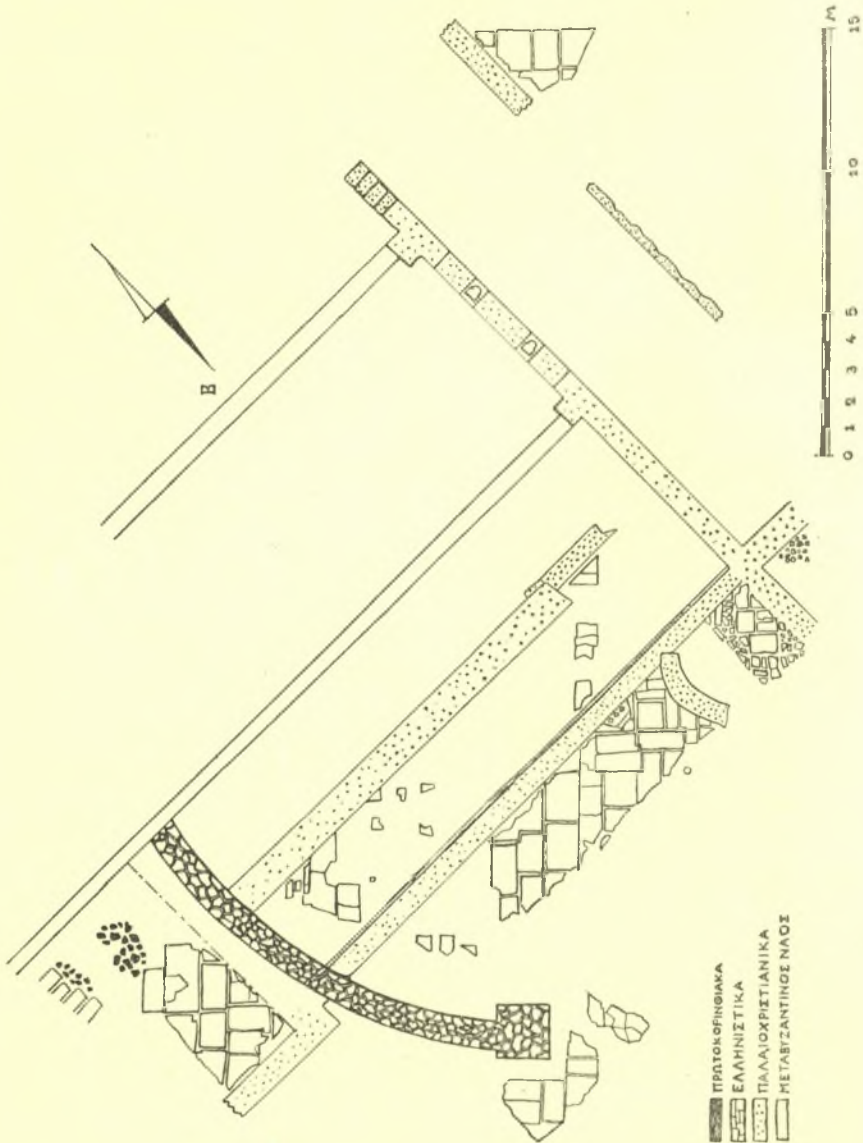 Β
0 1 2 3 4 5 10 15 Μ
ΠΡΩΤΟΚΟΡΙΝΘΙΑΚΑ
ΕΛΛΗΝΙΣΤΙΚΑ
ΠΑΛΑΙΟΧΡΙΣΤΙΑΝΙΚΑ
ΜΕΤΑΒΥΖΑΝΤΙΝΟΣ ΝΑΟΣ